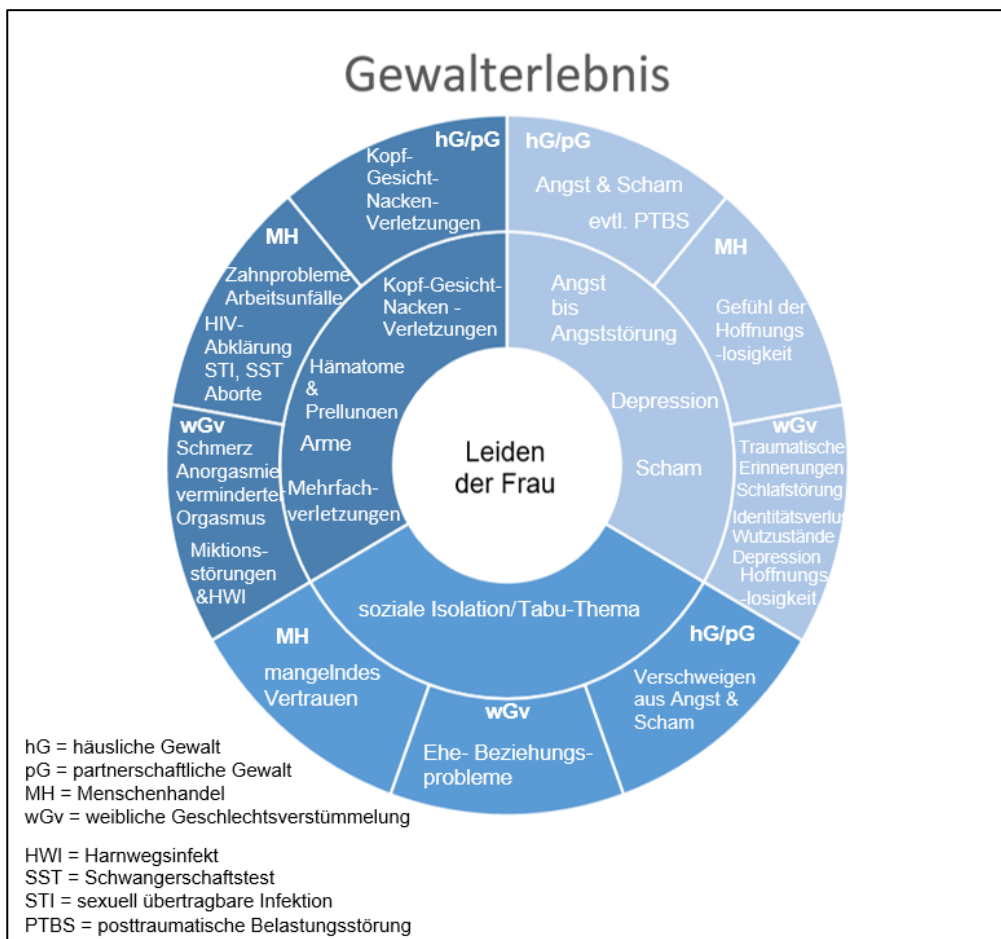 Gewalterlebnis
hG/pG
Kopf-
Gesicht-
Nacken-
Verletzungen
hG/pG
Angst & Scham
evtl. PTBS
MH
Zahnprobleme
Arbeitsunfälle
HIV-
Abklärung
STI, SST
Aborte
Kopf-Gesicht-
Nacken -
Verletzungen
Hämatome
&
Prellungen
Arme
Mehrfach-
verletzungen
Angst
bis
Angststörung
Depression
Scham
MH
Gefühl der
Hoffnungs
-losigkeit
wGv
Schmerz
Anorgasmie
verminderter
Orgasmus
Miktions-
störungen
&HWI
Leiden
der Frau
wGv
Traumatische
Erinnerungen
Schlafstörung
Identitätsverlus
Wutzustände
Depression
Hoffnungs
-losigkeit
soziale Isolation/Tabu-Thema
MH
mangelndes
Vertrauen
wGv
Ehe- Beziehungs-
probleme
hG/pG
Verschweigen
aus Angst &
Scham
hG = häusliche Gewalt
pG = partnerschaftliche Gewalt
MH = Menschenhandel
wGv = weibliche Geschlechtsverstümmelung
HWI = Harnwegsinfekt
SST = Schwangerschaftstest
STI = sexuell übertragbare Infektion
PTBS = posttraumatische Belastungsstörung